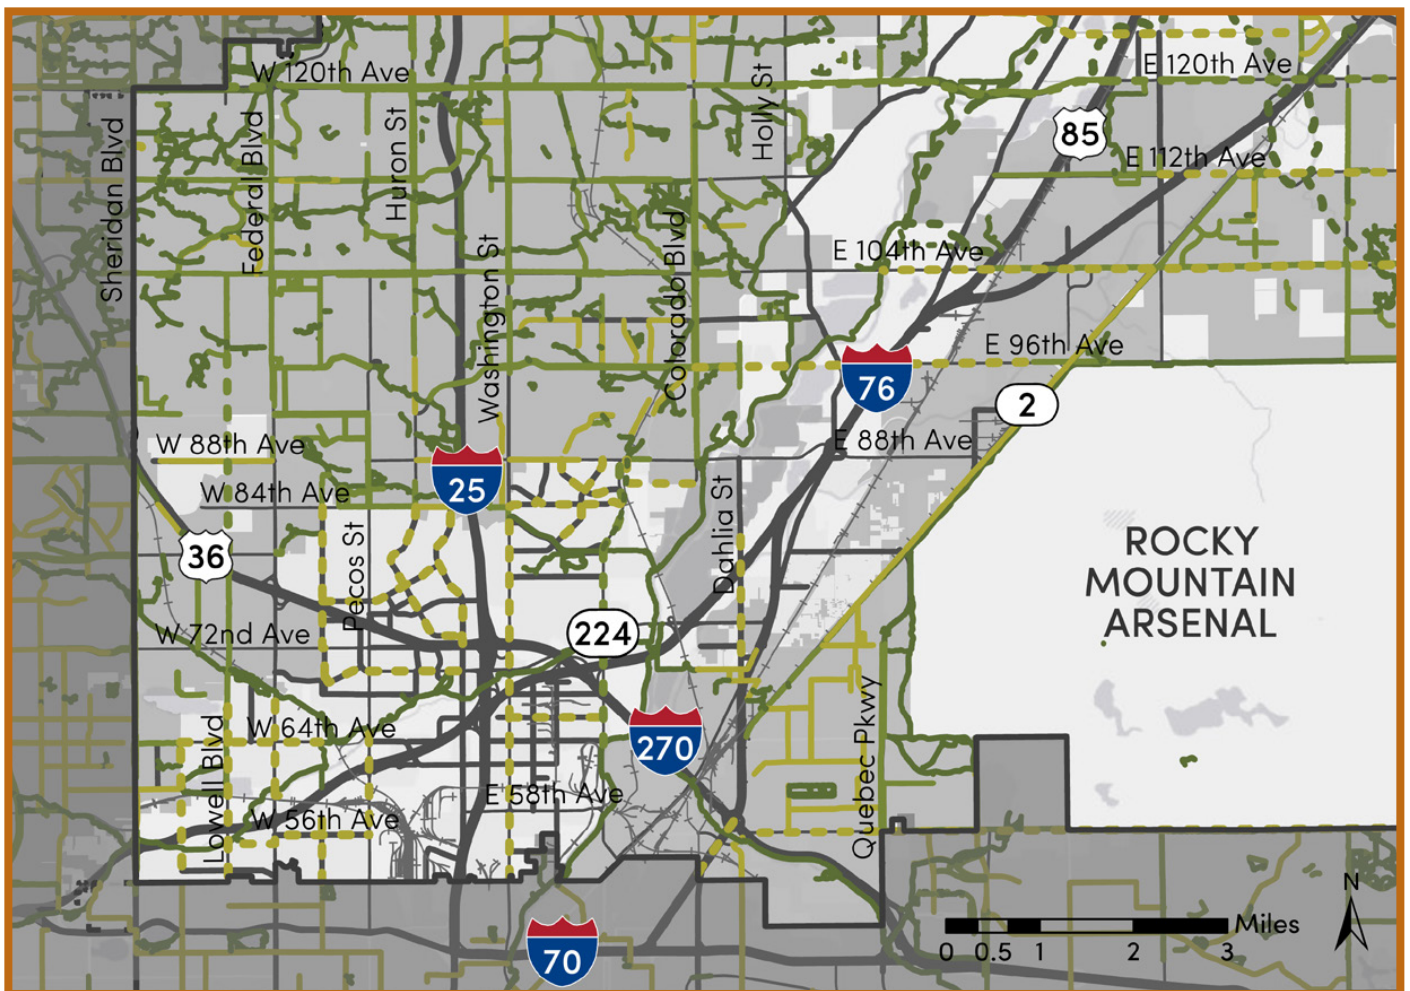 W 120th Ave
E 120th Ave
Holly St
85
Sheridan Blvd
Federal Blvd
Huron St
E 112th Ave
Washington St
Colorado Blvd
E 104th Ave
E 96th Ave
76
2
W 88th Ave
E 88th Ave
25
W 84th Ave
Dahlia St
Pecos St
36
ROCKY
MOUNTAIN
ARSENAL
224
W 72nd Ave
Quebec Pkwy
Lowell Blvd
W 64th Ave
270
E 58th Ave
W 56th Ave
N
Miles
0 0.5 1 2 3
70